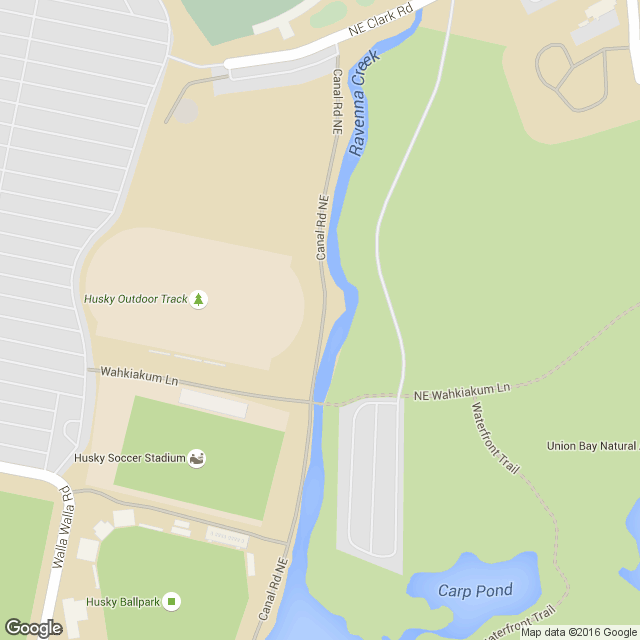 NE Clark Rd
Ravenna Creek
Canal Rd NE
Canal Rd NE
Husky Outdoor Track
Wahkiakum Ln
NE Wahkiakum Ln
Waterfront Trail
Union Bay Natural
Husky Soccer Stadium
Walla Walla Rd
Canal Rd NE
Husky Ballpark
Carp Pond
Waterfront Trail
Google
Map data ©2016 Google